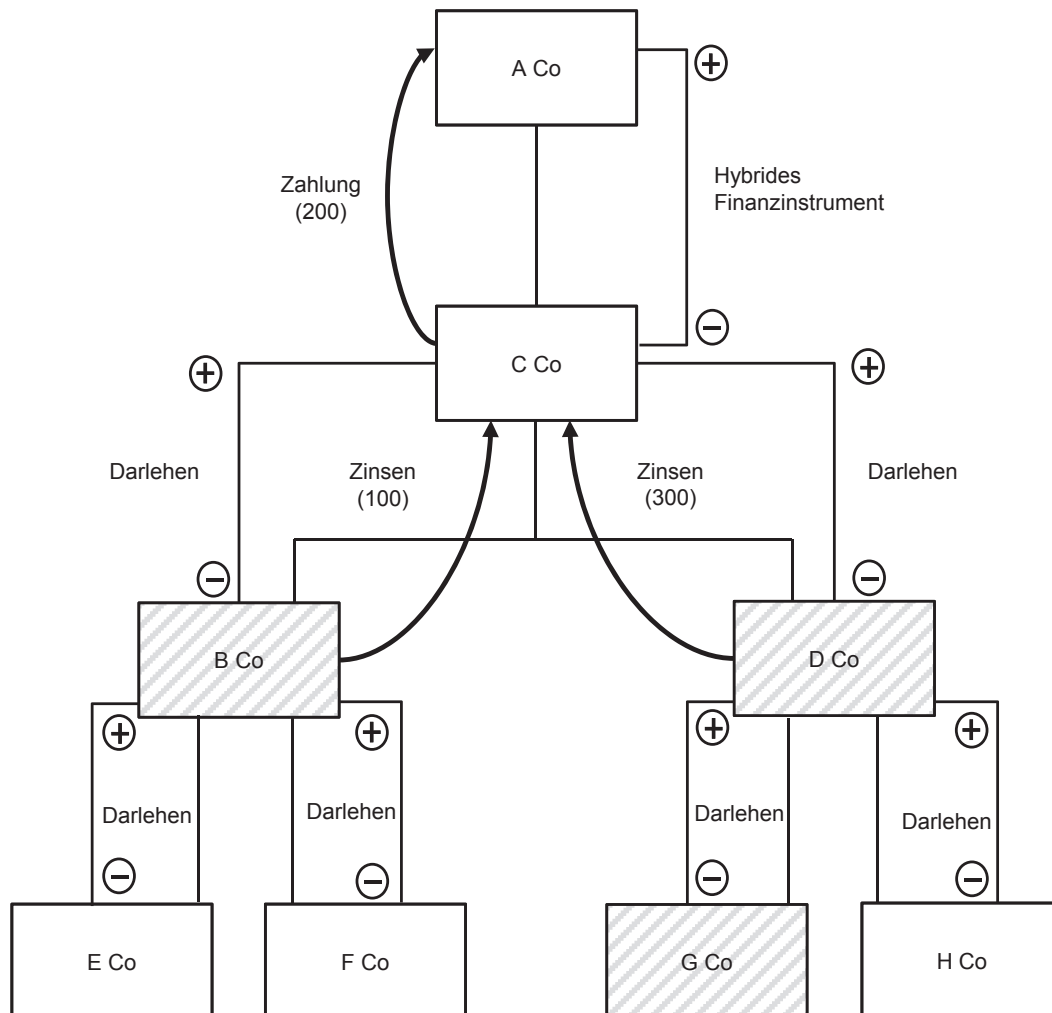 A Co
+
Zahlung
(200)
Hybrides
Finanzinstrument
−
C Co
+
+
Darlehen
Zinsen
(100)
Zinsen
(300)
Darlehen
−
−
B Co
D Co
+
+
+
+
Darlehen
Darlehen
Darlehen
Darlehen
−
−
−
−
E Co
F Co
G Co
H Co